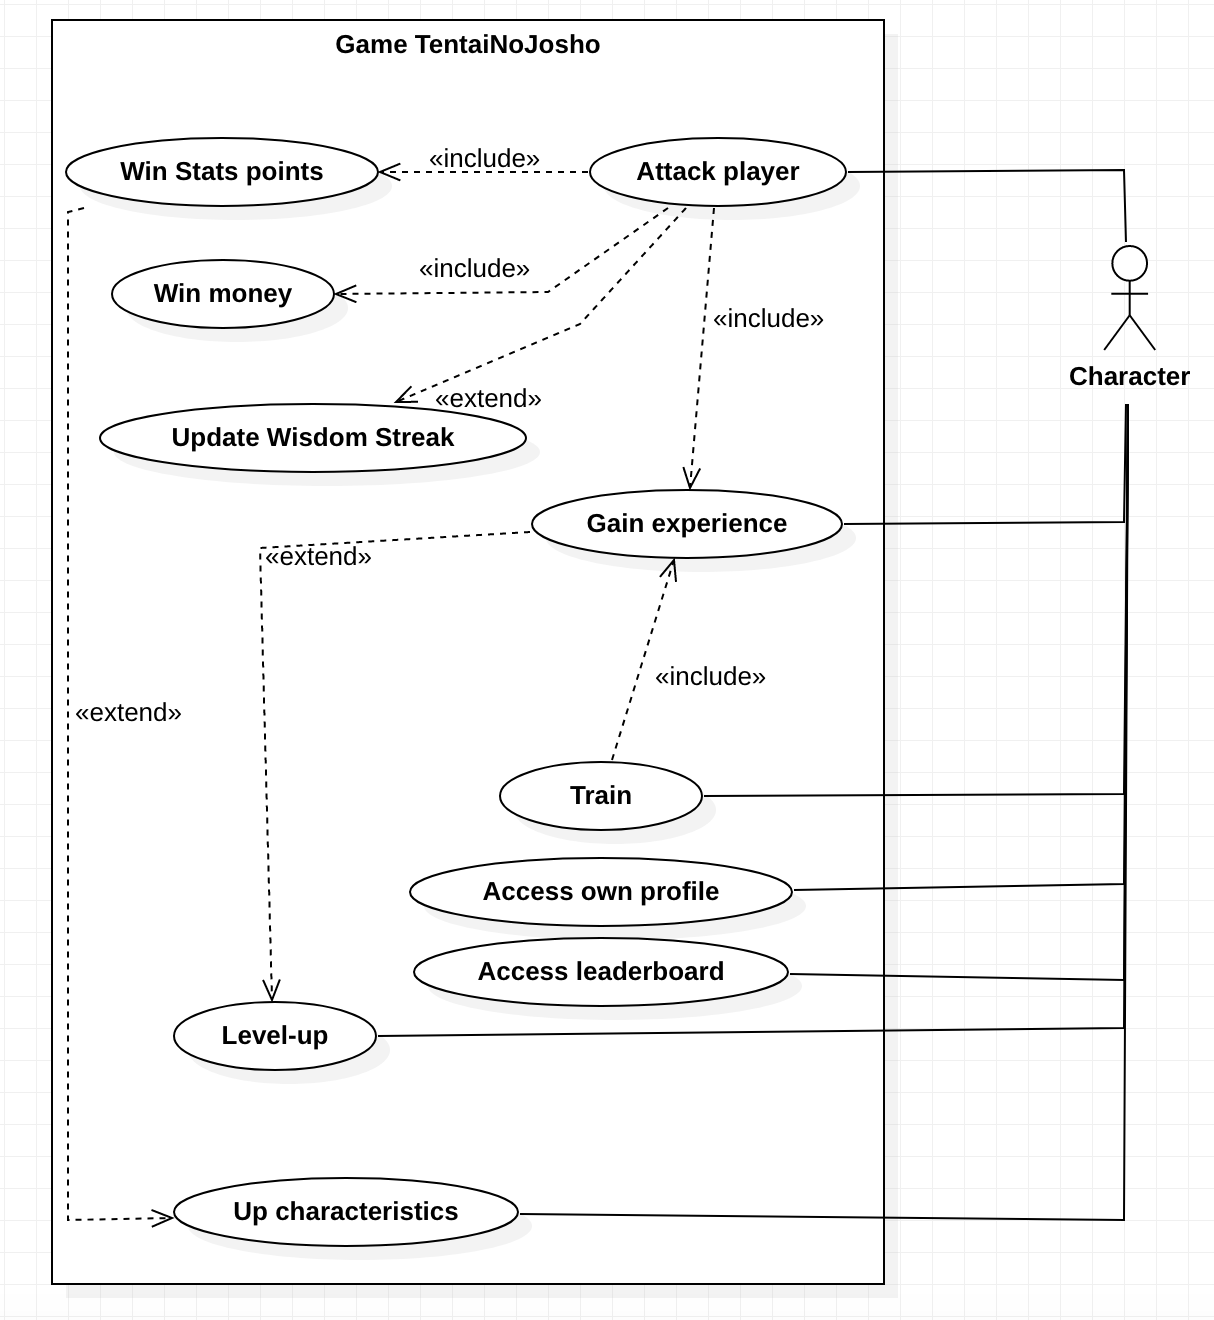 Game TentaiNoJosho
Win Stats points
«include»
Attack player
Win money
«include»
«include»
Character
«extend»
Update Wisdom Streak
Gain experience
«extend»
«include»
«extend»
Train
Access own profile
Access leaderboard
Level-up
Up characteristics